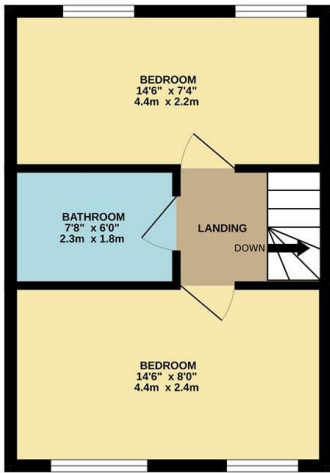 BEDROOM
14'6" x 7'4"
4.4m x 2.2m
BATHROOM
7'8" x 6'0"
2.3m x 1.8m
LANDING
DOWN
BEDROOM
14'6" x 8'0"
4.4m x 2.4m